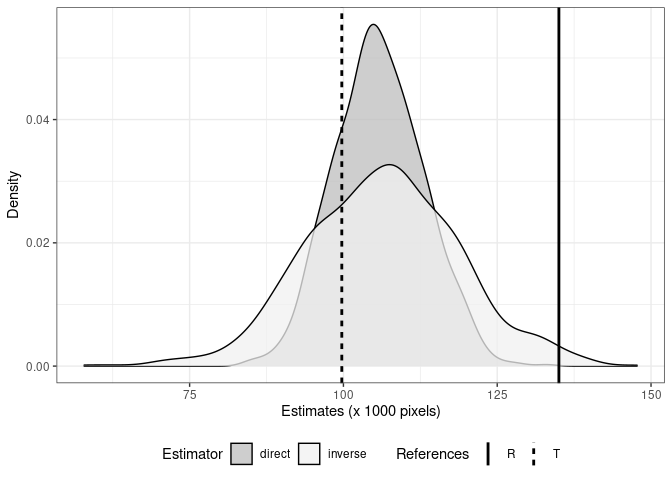 0.04
0.02
0.00
Density
75 100 125 150
Estimates (x 1000 pixels)
Estimator direct inverse References R T